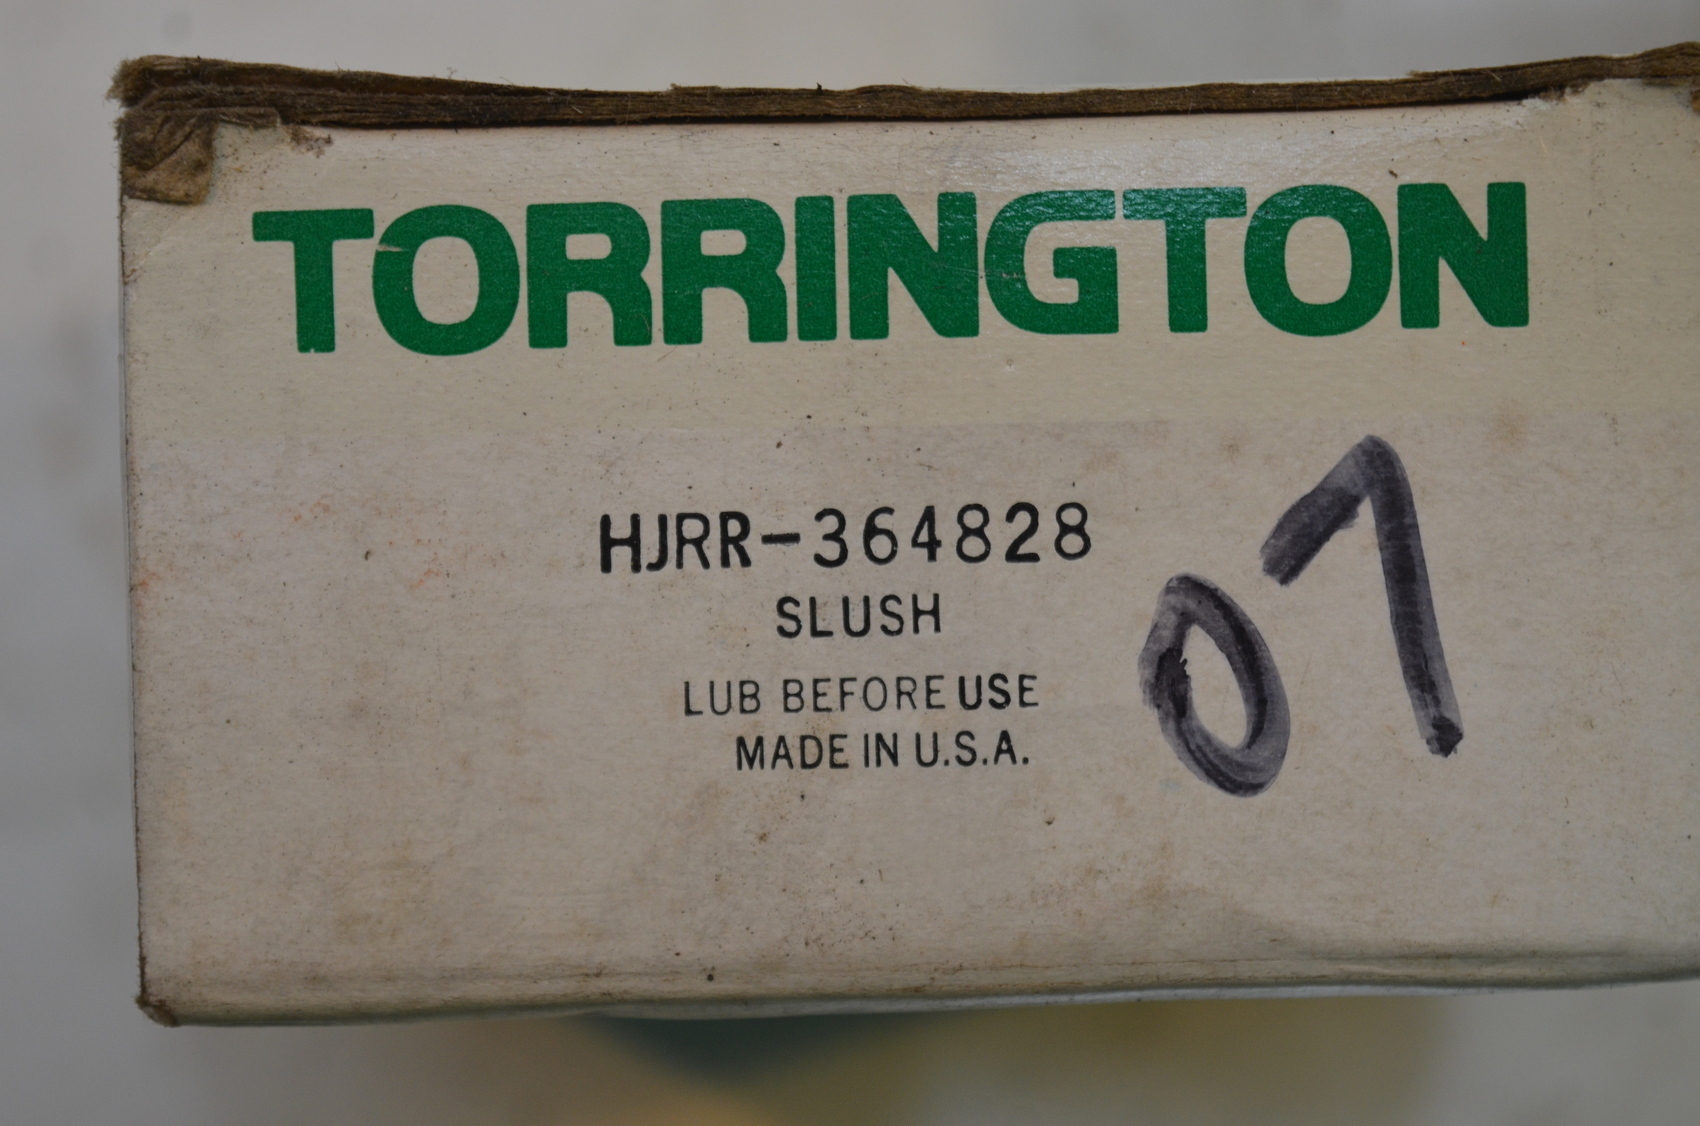 TORRINGTON
HJRR-364828
SLUSH
LUB BEFORE USE
MADE IN U.S.A.
07